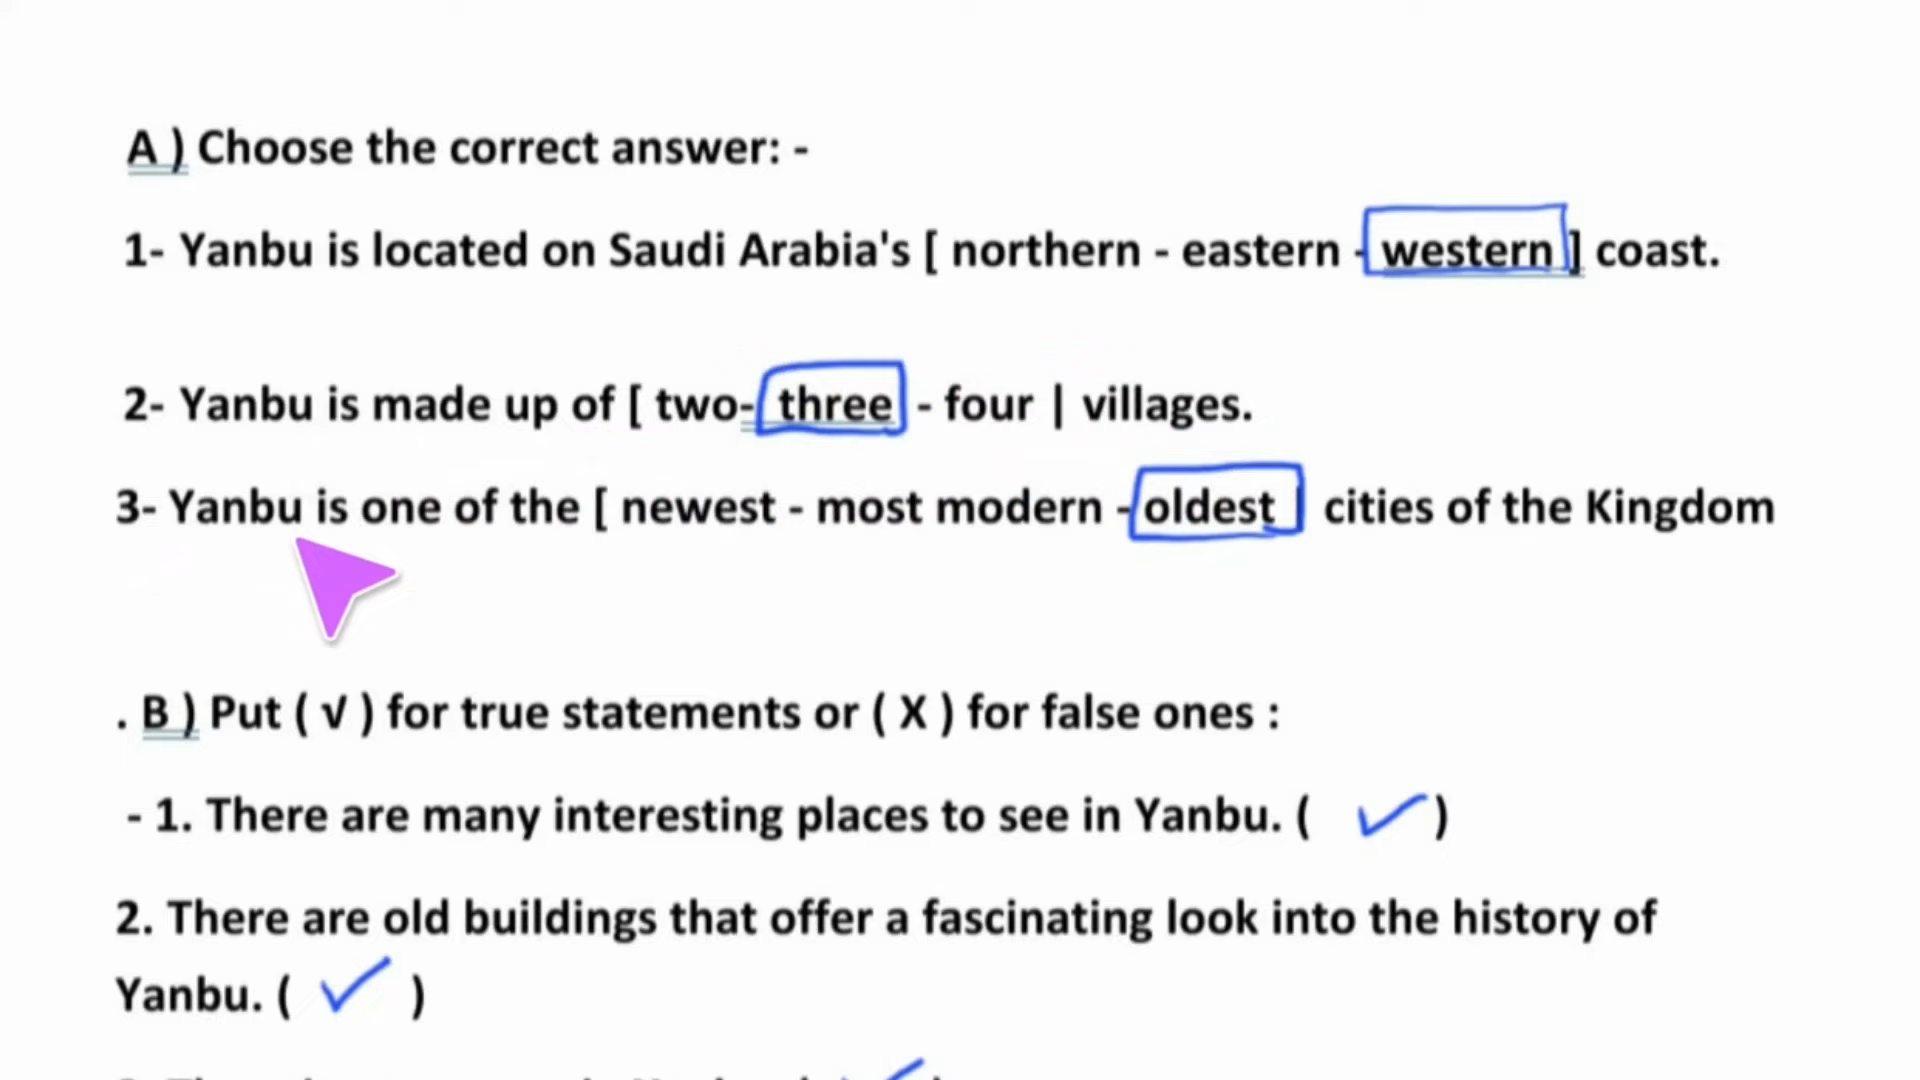 A ) Choose the correct answer: -
1- Yanbu is located on Saudi Arabia's [ northern - eastern - western ] coast.
2- Yanbu is made up of [ two- three - four | villages.
3- Yanbu is one of the [ newest - most modern - oldest ] cities of the Kingdom
. B ) Put ( √ ) for true statements or ( X ) for false ones :
- 1. There are many interesting places to see in Yanbu. ( ✓ )
2. There are old buildings that offer a fascinating look into the history of
Yanbu. ( ✓ )